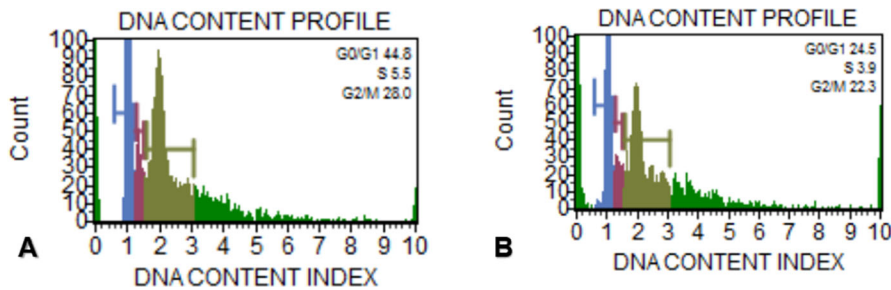 DNA CONTENT PROFILE
G0/G1 44.8
S 5.5
G2/M 28.0
Count
100
90
80
70
60
50
40
30
20
10
0
0 1 2 3 4 5 6 7 8 9 10
DNA CONTENT INDEX
A
DNA CONTENT PROFILE
G0/G1 24.5
S 3.9
G2/M 22.3
Count
100
90
80
70
60
50
40
30
20
10
0
0 1 2 3 4 5 6 7 8 9 10
DNA CONTENT INDEX
B